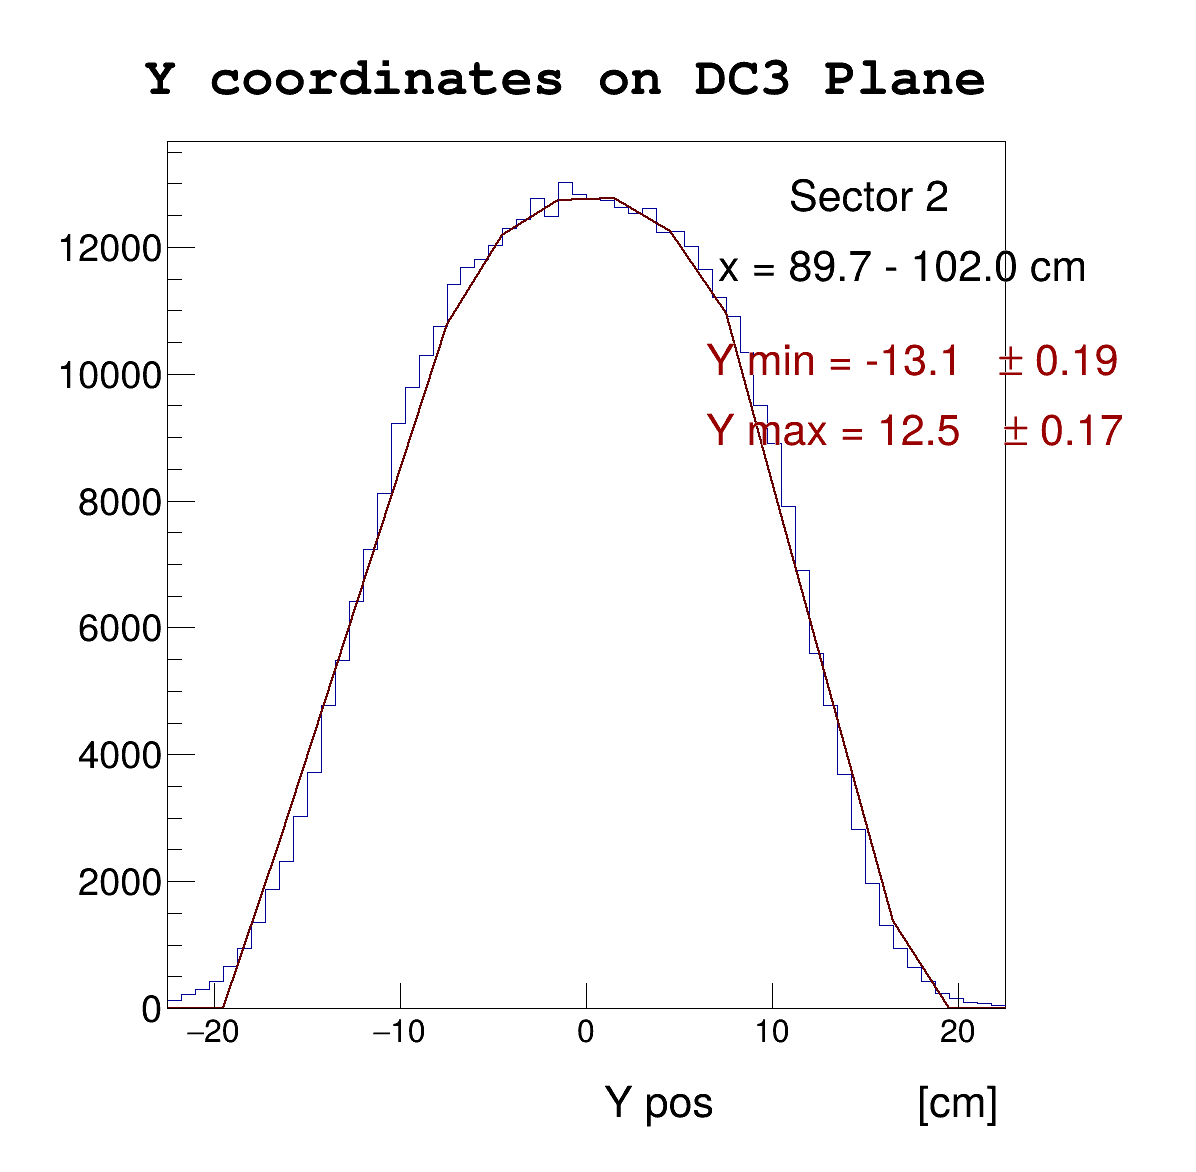 Y coordinates on DC3 Plane
Sector 2
x = 89.7 - 102.0 cm
Y min = -13.1 ± 0.19
Y max = 12.5 ± 0.17
12000
10000
8000
6000
4000
2000
0
−20 −10 0 10 20
Y pos [cm]